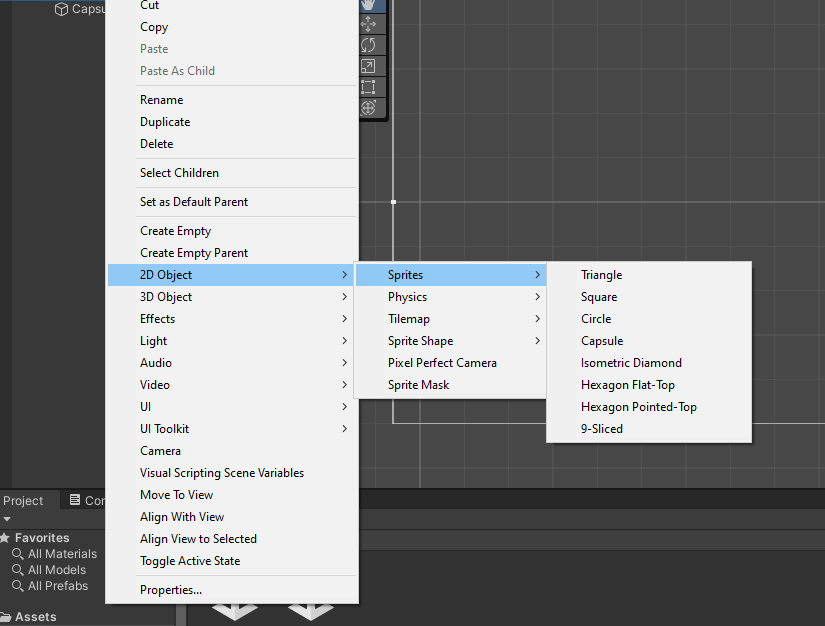 Capsu
Cut
Copy
Paste
Paste As Child
Rename
Duplicate
Delete
Select Children
Set as Default Parent
Create Empty
Create Empty Parent
2D Object
3D Object
Effects
Light
Audio
Video
UI
UI Toolkit
Camera
Visual Scripting Scene Variables
Move To View
Align With View
Align View to Selected
Toggle Active State
Properties...
Sprites
Physics
Tilemap
Sprite Shape
Pixel Perfect Camera
Sprite Mask
Triangle
Square
Circle
Capsule
Isometric Diamond
Hexagon Flat-Top
Hexagon Pointed-Top
9-Sliced
Project
Con
Favorites
All Materials
All Models
All Prefabs
Assets